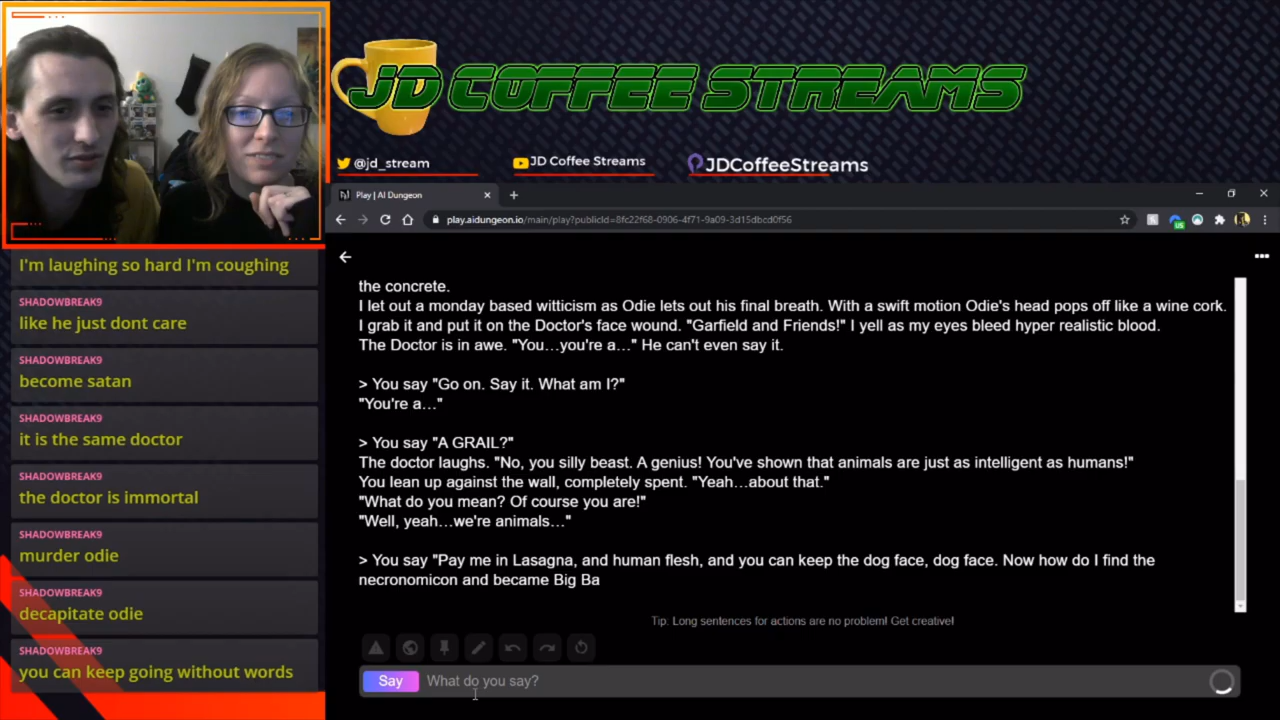 JD COFFEE STREAMS
@jd_stream
JD Coffee Streams
JDCoffeeStreams
Play | AI Dungeon
play.aidungeon.io/main/play?publicId=8fc22f68-0906-4f71-9a09-3d15dbcd0f56
US
I'm laughing so hard I'm coughing
SHADOWBREAK9
like he just dont care
SHADOWBREAK9
become satan
SHADOWBREAK9
it is the same doctor
SHADOWBREAK9
the doctor is immortal
SHADOWBREAK9
murder odie
SHADOWBREAK9
decapitate odie
SHADOWBREAK9
you can keep going without words
the concrete.
I let out a monday based witticism as Odie lets out his final breath. With a swift motion Odie's head pops off like a wine cork.
I grab it and put it on the Doctor's face wound. "Garfield and Friends!" I yell as my eyes bleed hyper realistic blood.
The Doctor is in awe. "You…you're a…" He can't even say it.
> You say "Go on. Say it. What am I?"
"You're a…"
> You say "A GRAIL?"
The doctor laughs. "No, you silly beast. A genius! You've shown that animals are just as intelligent as humans!"
You lean up against the wall, completely spent. "Yeah…about that."
"What do you mean? Of course you are!"
"Well, yeah…we're animals…"
> You say "Pay me in Lasagna, and human flesh, and you can keep the dog face, dog face. Now how do I find the
necronomicon and became Big Ba
Tip: Long sentences for actions are no problem! Get creative!
Say
What do you say?